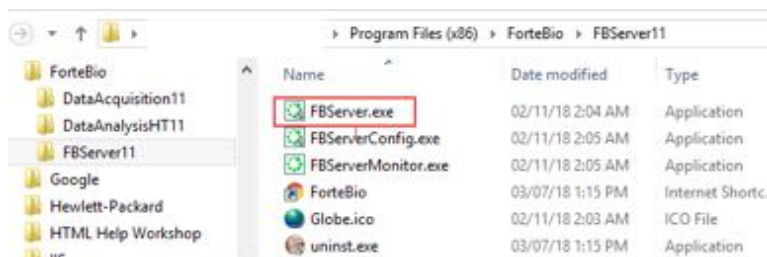 Program Files (x86) ForteBio FBServer11
ForteBio
DataAcquisition11
DataAnalysisHT11
FBServer11
Google
Hewlett-Packard
HTML Help Workshop
Name Date modified Type
FBServer.exe 02/11/18 2:04 AM Application
FBServerConfig.exe 02/11/18 2:05 AM Application
FBServerMonitor.exe 02/11/18 2:05 AM Application
ForteBio 03/07/18 1:15 PM Internet Shortc.
Globe.ico 02/11/18 2:03 AM ICO File
uninst.exe 03/07/18 1:15 PM Application